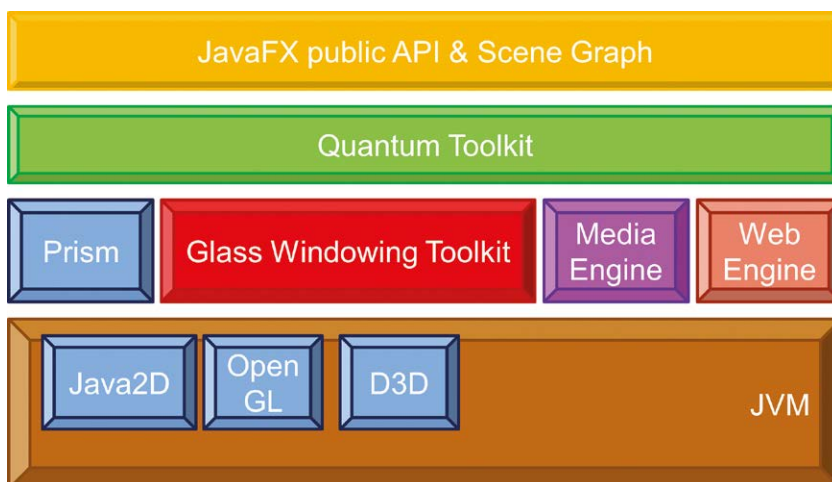 JavaFX public API & Scene Graph
Quantum Toolkit
Prism
Glass Windowing Toolkit
Media
Engine
Web
Engine
Java2D
Open
GL
D3D
JVM